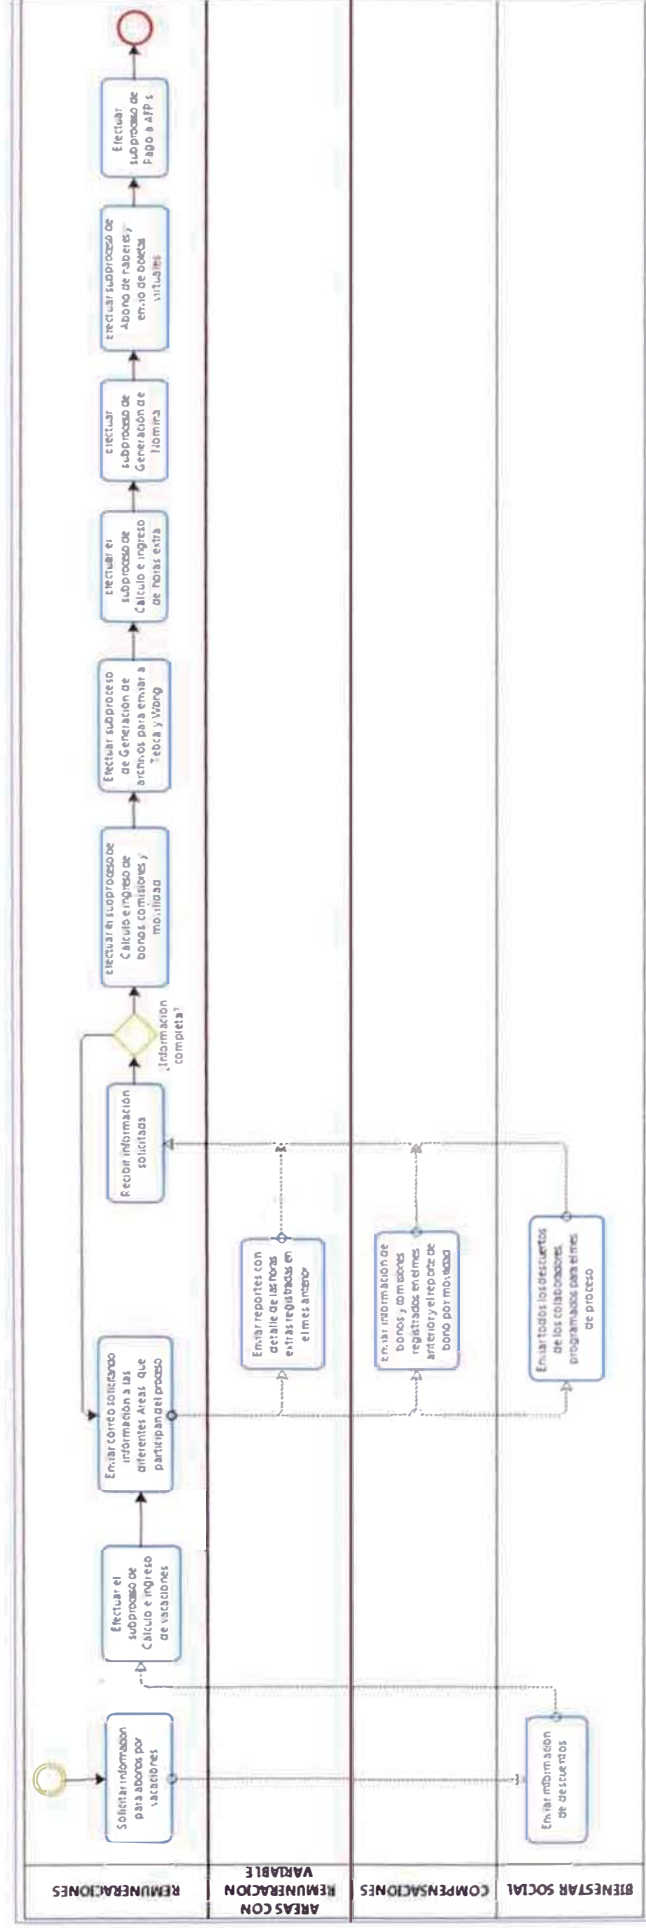 REMUNERACIONES
Solicitar información
para abonos por
vacaciones
Efectuar el
subproceso de
Calculo e ingreso
de vacaciones
Enviar correo solicitando
información a las
diferentes Areas que
participan del proceso
Recibir información
solicitada
¿Información
completa?
Efectuar el subproceso de
Calculo e ingreso de
bonos comisiones y
movilidad
Efectuar subproceso
de Generación de
archivos para enviar a
Tebca y Wong
Efectuar el
subproceso de
Calculo e ingreso
de horas extra
Efectuar
subproceso de
Generación de
Nomina
Efectuar subproceso de
Abono de haberes y
envio de boletas
virtuales
Efectuar
subproceso de
Pago a AFP s
AREAS CON
REMUNERACION
VARIABLE
Enviar reportes con
detalle de las horas
extras registradas en
el mes anterior
COMPENSACIONES
Enviar información de
bonos y comisiones
registrados en el mes
anterior y el reporte de
bono por movilidad
BIENESTAR SOCIAL
Enviar información
de descuentos
Enviar todos los descuentos
de los colaboradores
programados para el mes
de proceso